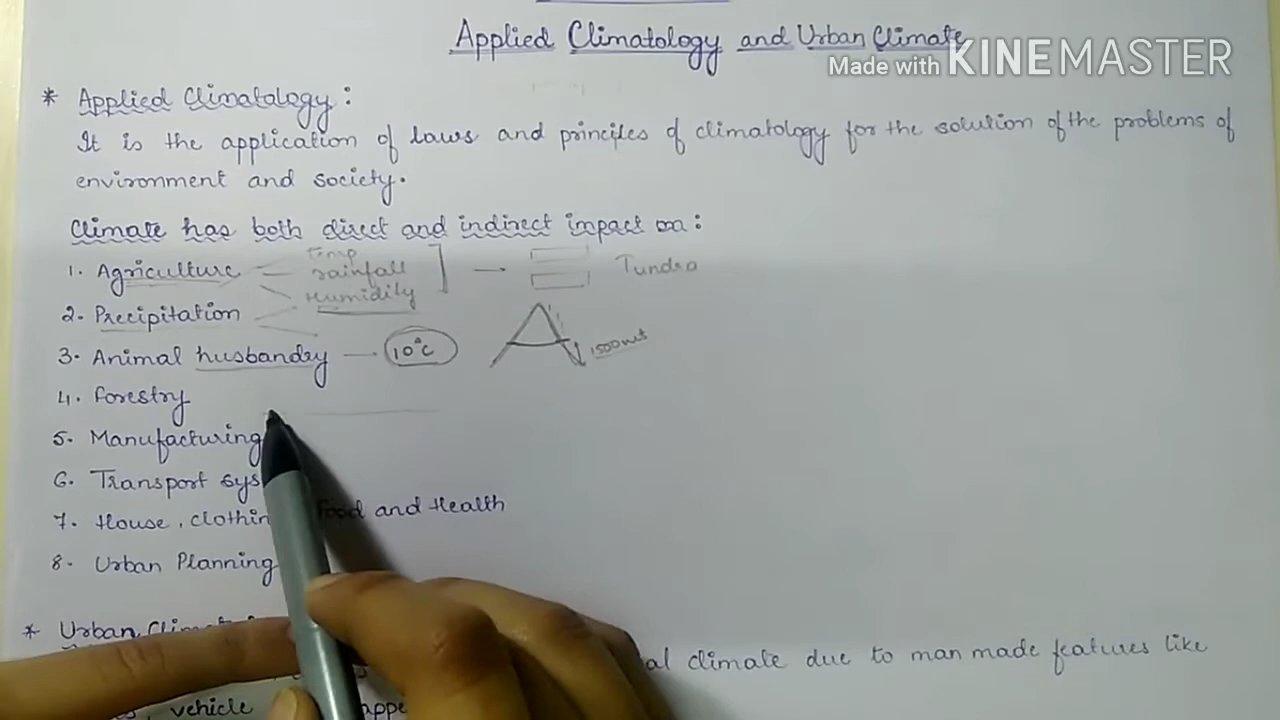 Applied Climatology and Urban Climate
Made with KINEMASTER
* Applied Climatology :
It is the application of laws and principles of climatology for the solution of the problems of
environment and society.
Climate has both direct and indirect impact on :
1. Agriculture temp
rainfall Tundra
Humidity
2. Precipitation
3. Animal husbandry 10°C 1500mt
4. Forestry
5. Manufacturing
6. Transport
7. House, Food and Health
8. Urban Planning
* Urban
al climate due to man made features like
, vehicle